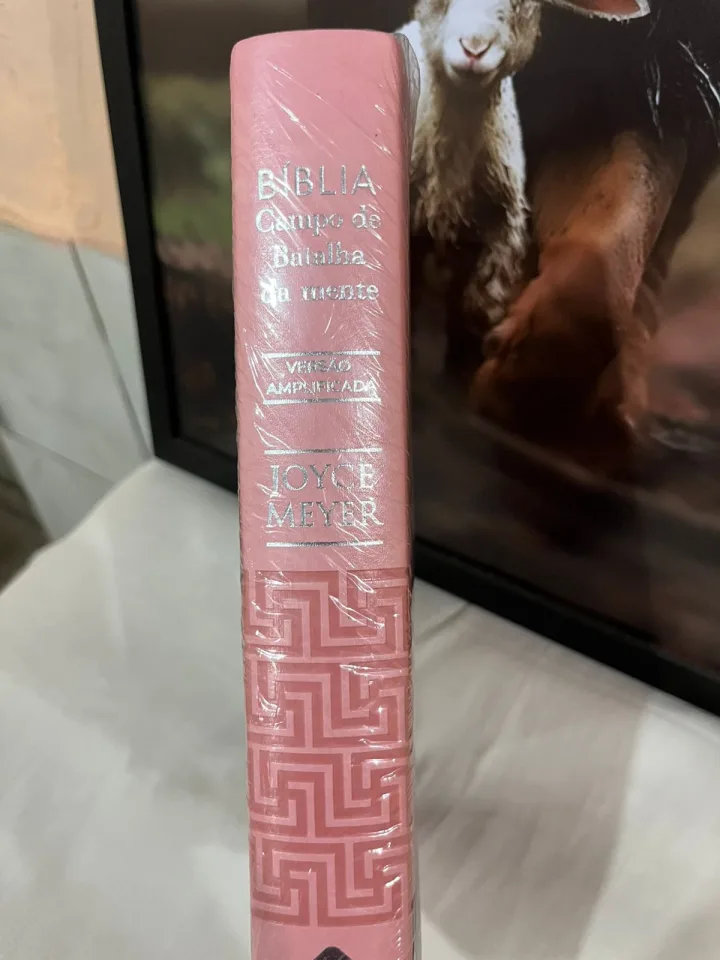 BÍBLIA
Campo de
Batalha
da mente
VERSÃO
AMPLIFICADA
JOYCE
MEYER